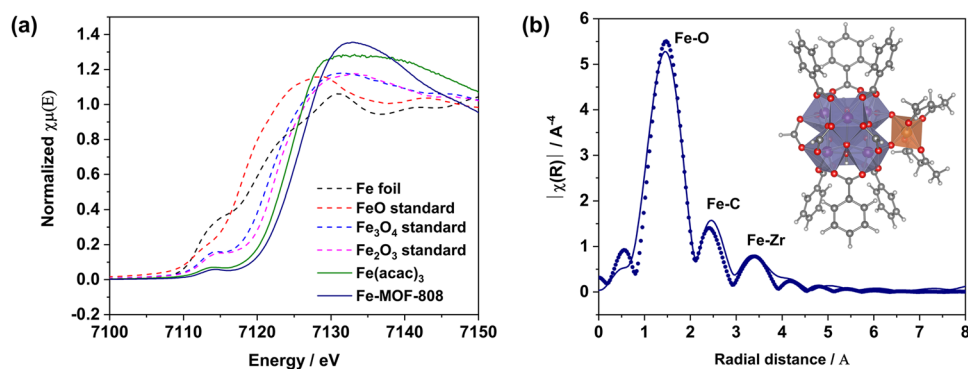 (a)
Normalized χμ(E)
1.4
1.2
1.0
0.8
0.6
0.4
0.2
0.0
Fe foil
FeO standard
Fe₃O₄ standard
Fe₂O₃ standard
Fe(acac)₃
Fe-MOF-808
7100 7110 7120 7130 7140 7150
Energy / eV
(b)
|χ(R)| / A⁻⁴
6
5
4
3
2
1
0
Fe-O
Fe-C
Fe-Zr
0 1 2 3 4 5 6 7 8
Radial distance / A